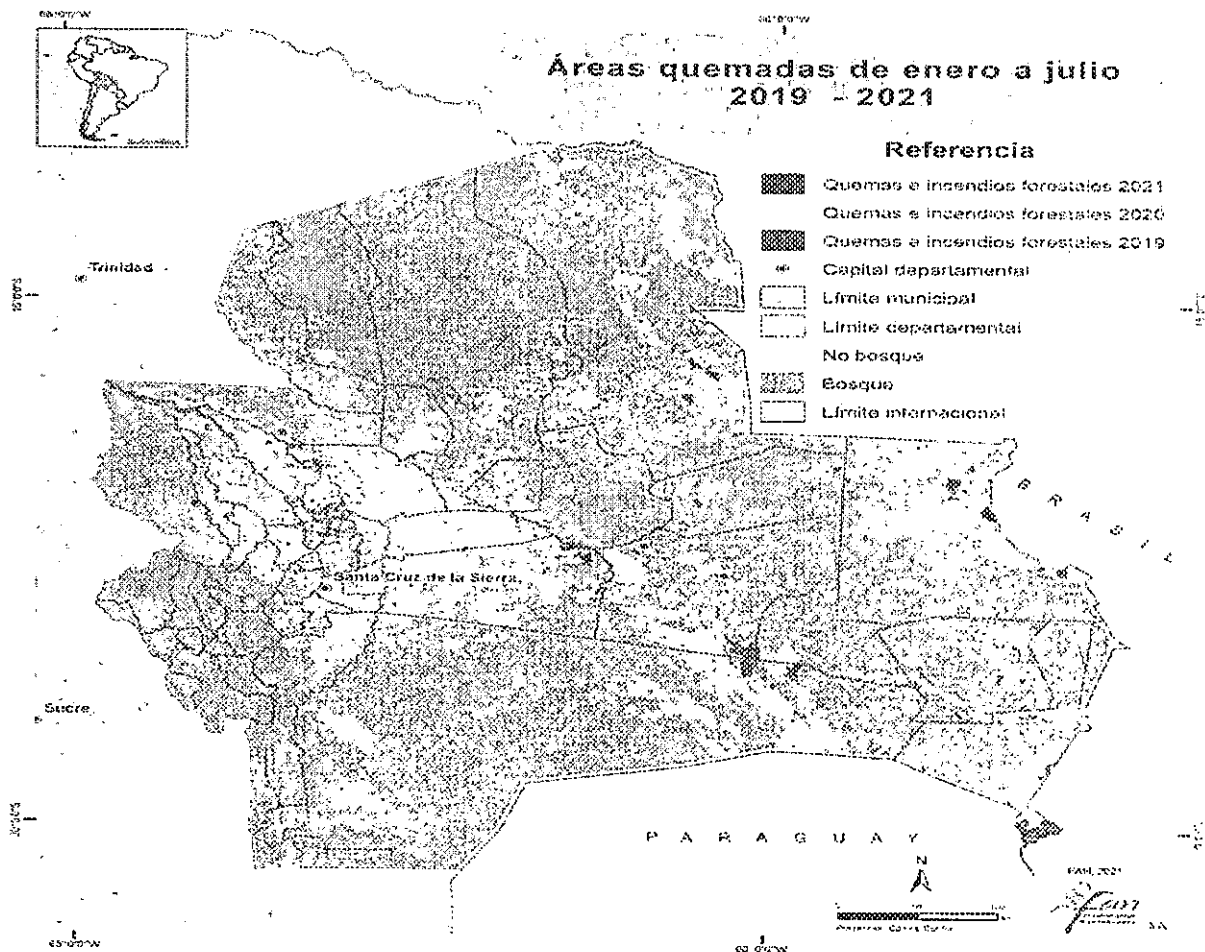 Áreas quemadas de enero a julio
2019 - 2021
Referencia
Quemas e incendios forestales 2021
Quemas e incendios forestales 2020
Quemas e incendios forestales 2019
Capital departamental
Límite municipal
Límite departamental
No bosque
Bosque
Límite internacional
Trinidad
BRASIL
Santa Cruz de la Sierra
Sucre
PARAGUAY
N
FAN, 2021